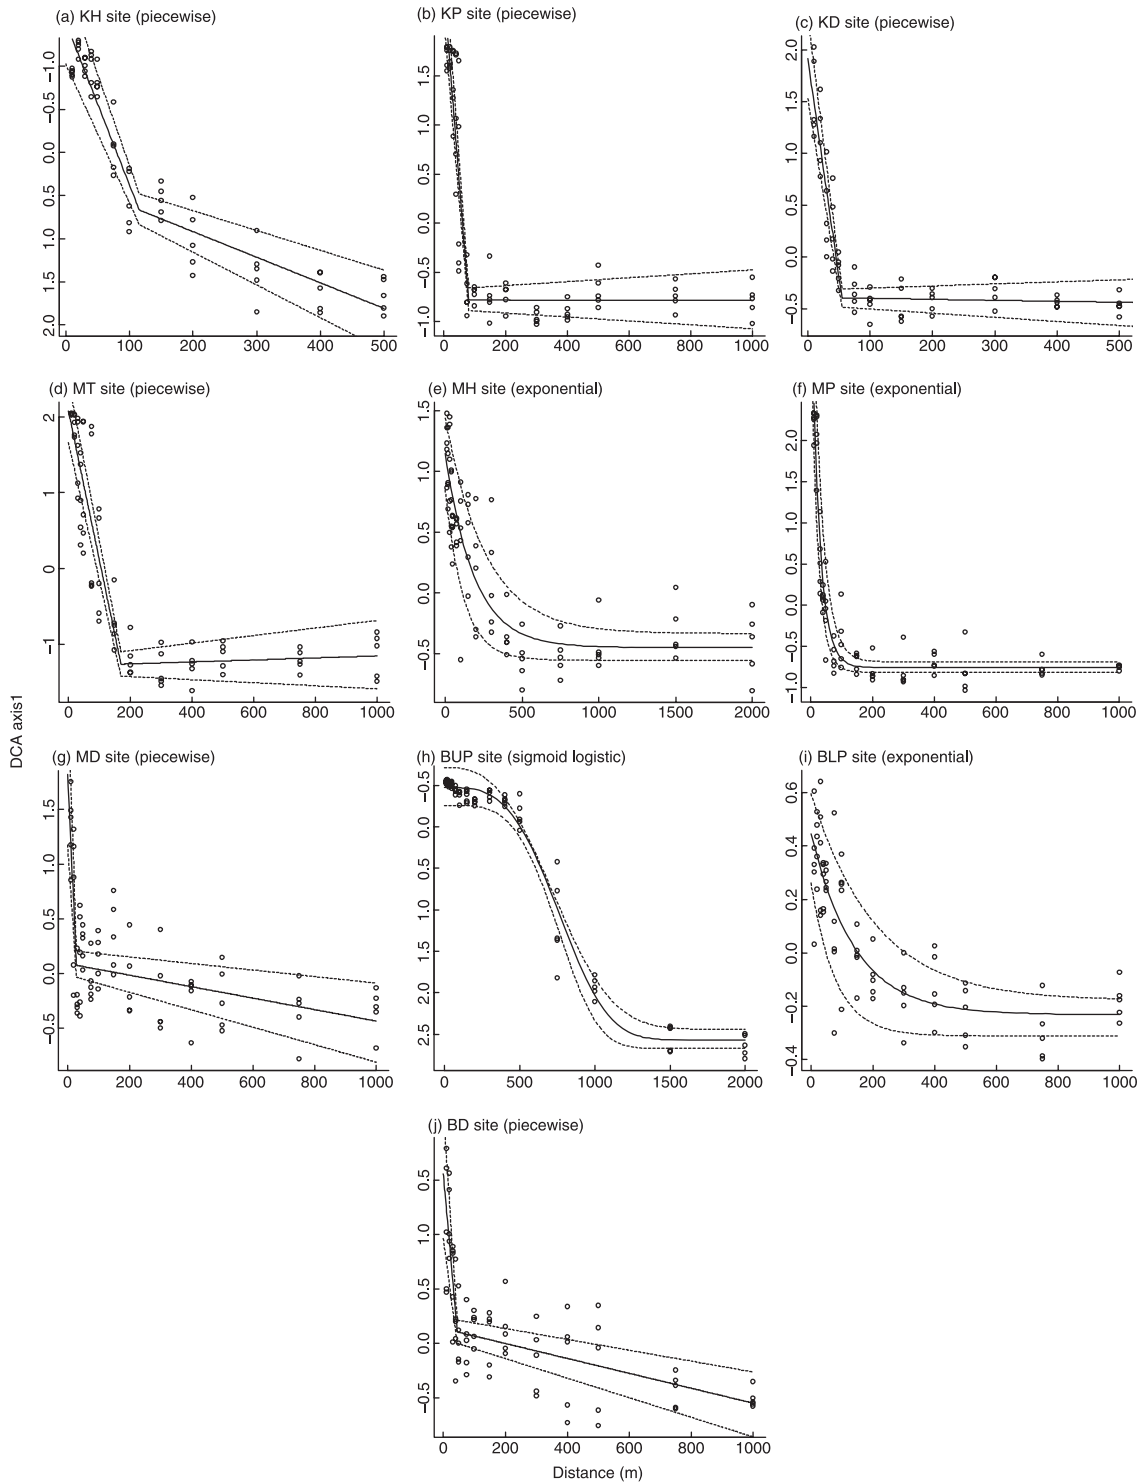 (a) KH site (piecewise)
−1.0
−0.5
0.0
0.5
1.0
1.5
2.0
0 100 200 300 400 500
(b) KP site (piecewise)
1.5
1.0
0.5
0.0
−0.5
−1.0
0 200 400 600 800 1000
(c) KD site (piecewise)
2.0
1.5
1.0
0.5
0.0
−0.5
0 100 200 300 400 500
(d) MT site (piecewise)
2
1
0
−1
0 200 400 600 800 1000
(e) MH site (exponential)
1.5
1.0
0.5
0.0
−0.5
0 500 1000 1500 2000
(f) MP site (exponential)
2.0
1.5
1.0
0.5
0.0
−0.5
−1.0
0 200 400 600 800 1000
DCA axis1
(g) MD site (piecewise)
1.5
1.0
0.5
0.0
−0.5
0 200 400 600 800 1000
(h) BUP site (sigmoid logistic)
−0.5
0.0
0.5
1.0
1.5
2.0
2.5
0 500 1000 1500 2000
(i) BLP site (exponential)
0.6
0.4
0.2
0.0
−0.2
−0.4
0 200 400 600 800 1000
(j) BD site (piecewise)
0.5
1.0
0.5
0.0
−0.5
0 200 400 600 800 1000
Distance (m)